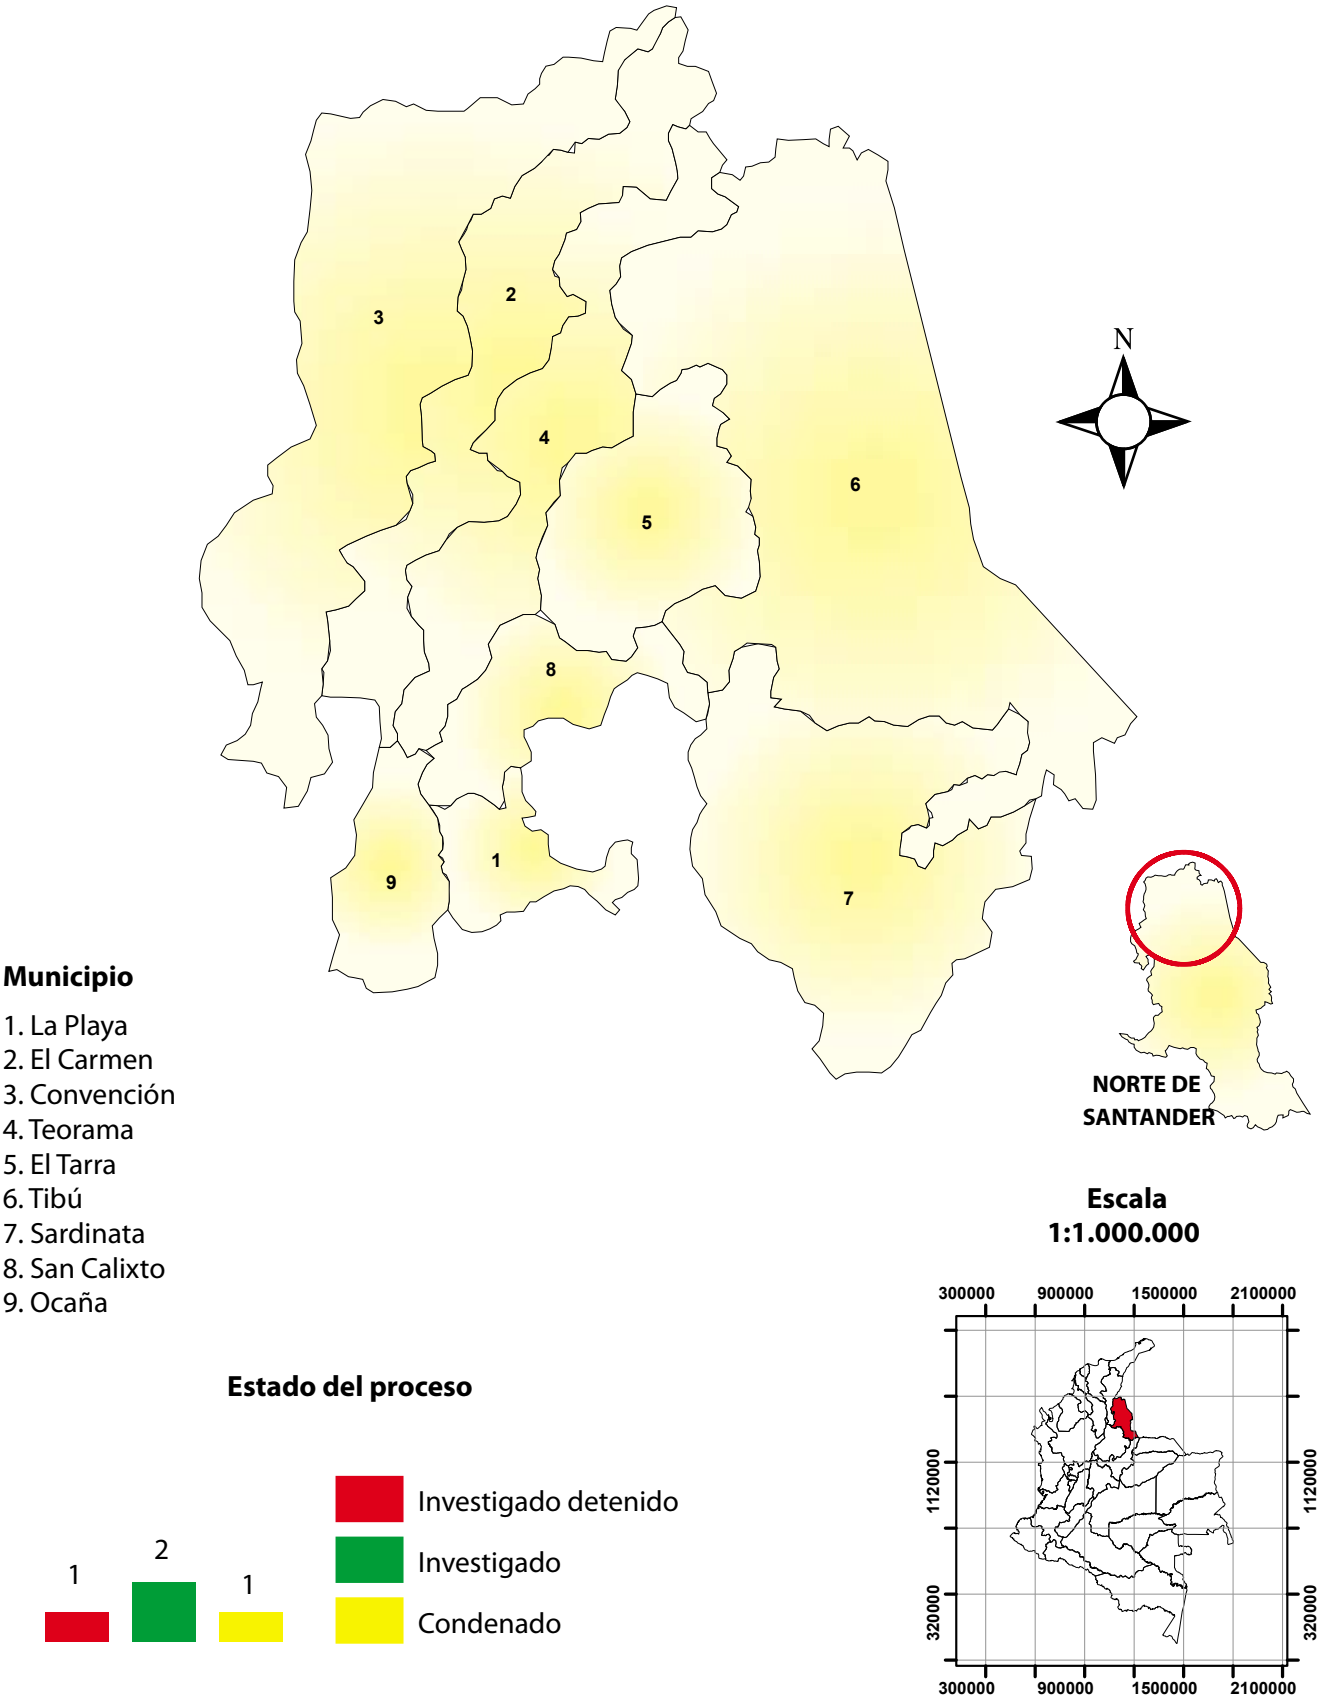 N
3
2
4
6
5
8
1
9
7
Municipio
1. La Playa
2. El Carmen
3. Convención
4. Teorama
5. El Tarra
6. Tibú
7. Sardinata
8. San Calixto
9. Ocaña
NORTE DE
SANTANDER
Escala
1:1.000.000
300000 900000 1500000 2100000
1120000 1120000
320000 320000
300000 900000 1500000 2100000
Estado del proceso
1 2 1
Investigado detenido
Investigado
Condenado